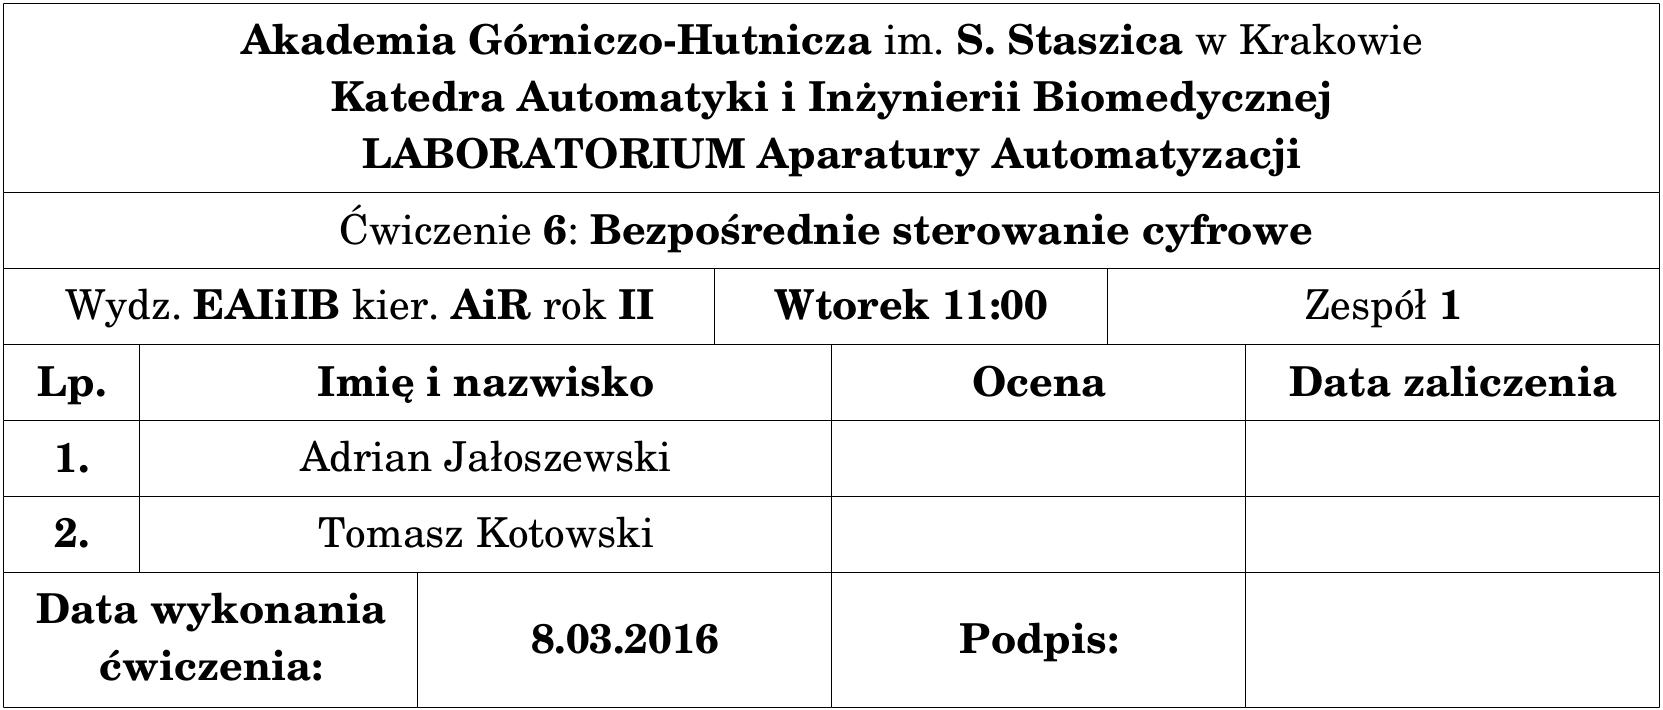 Akademia Górniczo-Hutnicza im. S. Staszica w Krakowie
Katedra Automatyki i Inżynierii Biomedycznej
LABORATORIUM Aparatury Automatyzacji
Ćwiczenie 6: Bezpośrednie sterowanie cyfrowe
Wydz. EAIiIB kier. AiR rok II Wtorek 11:00 Zespół 1
Lp. Imię i nazwisko Ocena Data zaliczenia
1. Adrian Jałoszewski
2. Tomasz Kotowski
Data wykonania
ćwiczenia: 8.03.2016 Podpis: